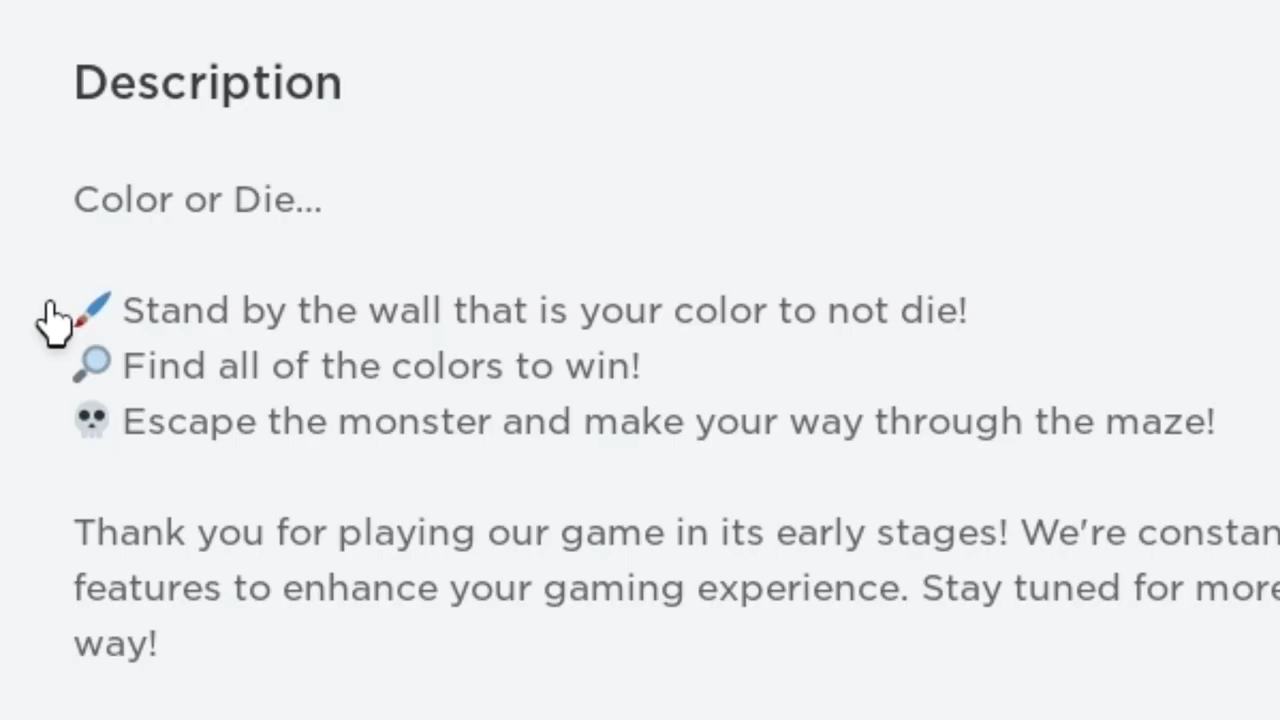 Description
Color or Die...
Stand by the wall that is your color to not die!
Find all of the colors to win!
Escape the monster and make your way through the maze!
Thank you for playing our game in its early stages! We're constan
features to enhance your gaming experience. Stay tuned for more
way!